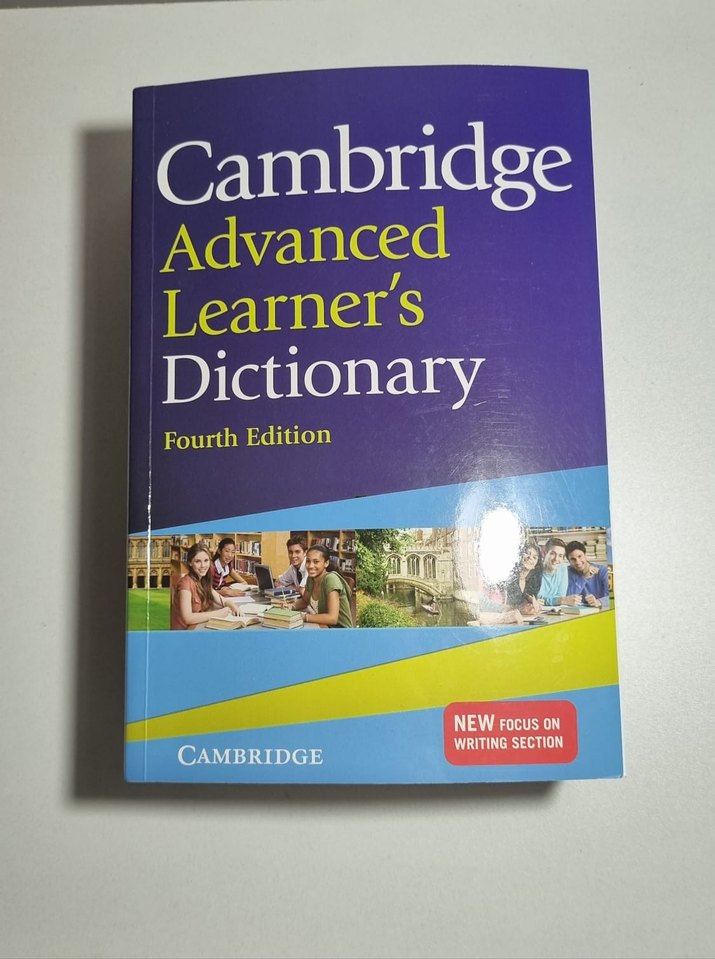 Cambridge
Advanced
Learner's
Dictionary
Fourth Edition
NEW FOCUS ON
WRITING SECTION
CAMBRIDGE